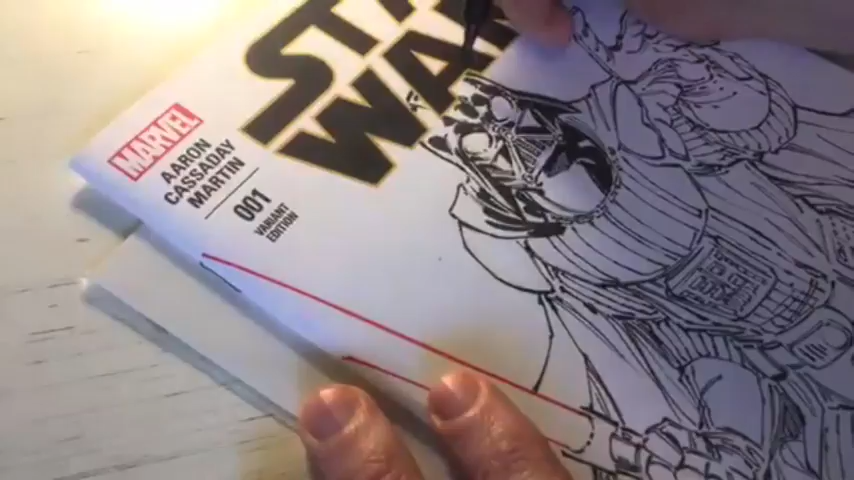 STAR
WARS
MARVEL
AARON
CASSADAY
MARTIN
001
VARIANT
EDITION